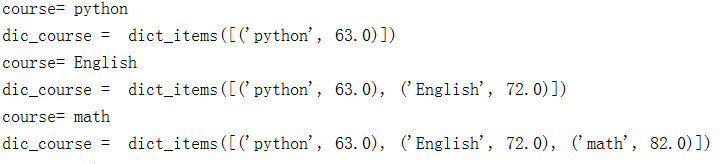 course= python
dic_course =  dict_items([('python', 63.0)])
course= English
dic_course =  dict_items([('python', 63.0), ('English', 72.0)])
course= math
dic_course =  dict_items([('python', 63.0), ('English', 72.0), ('math', 82.0)])